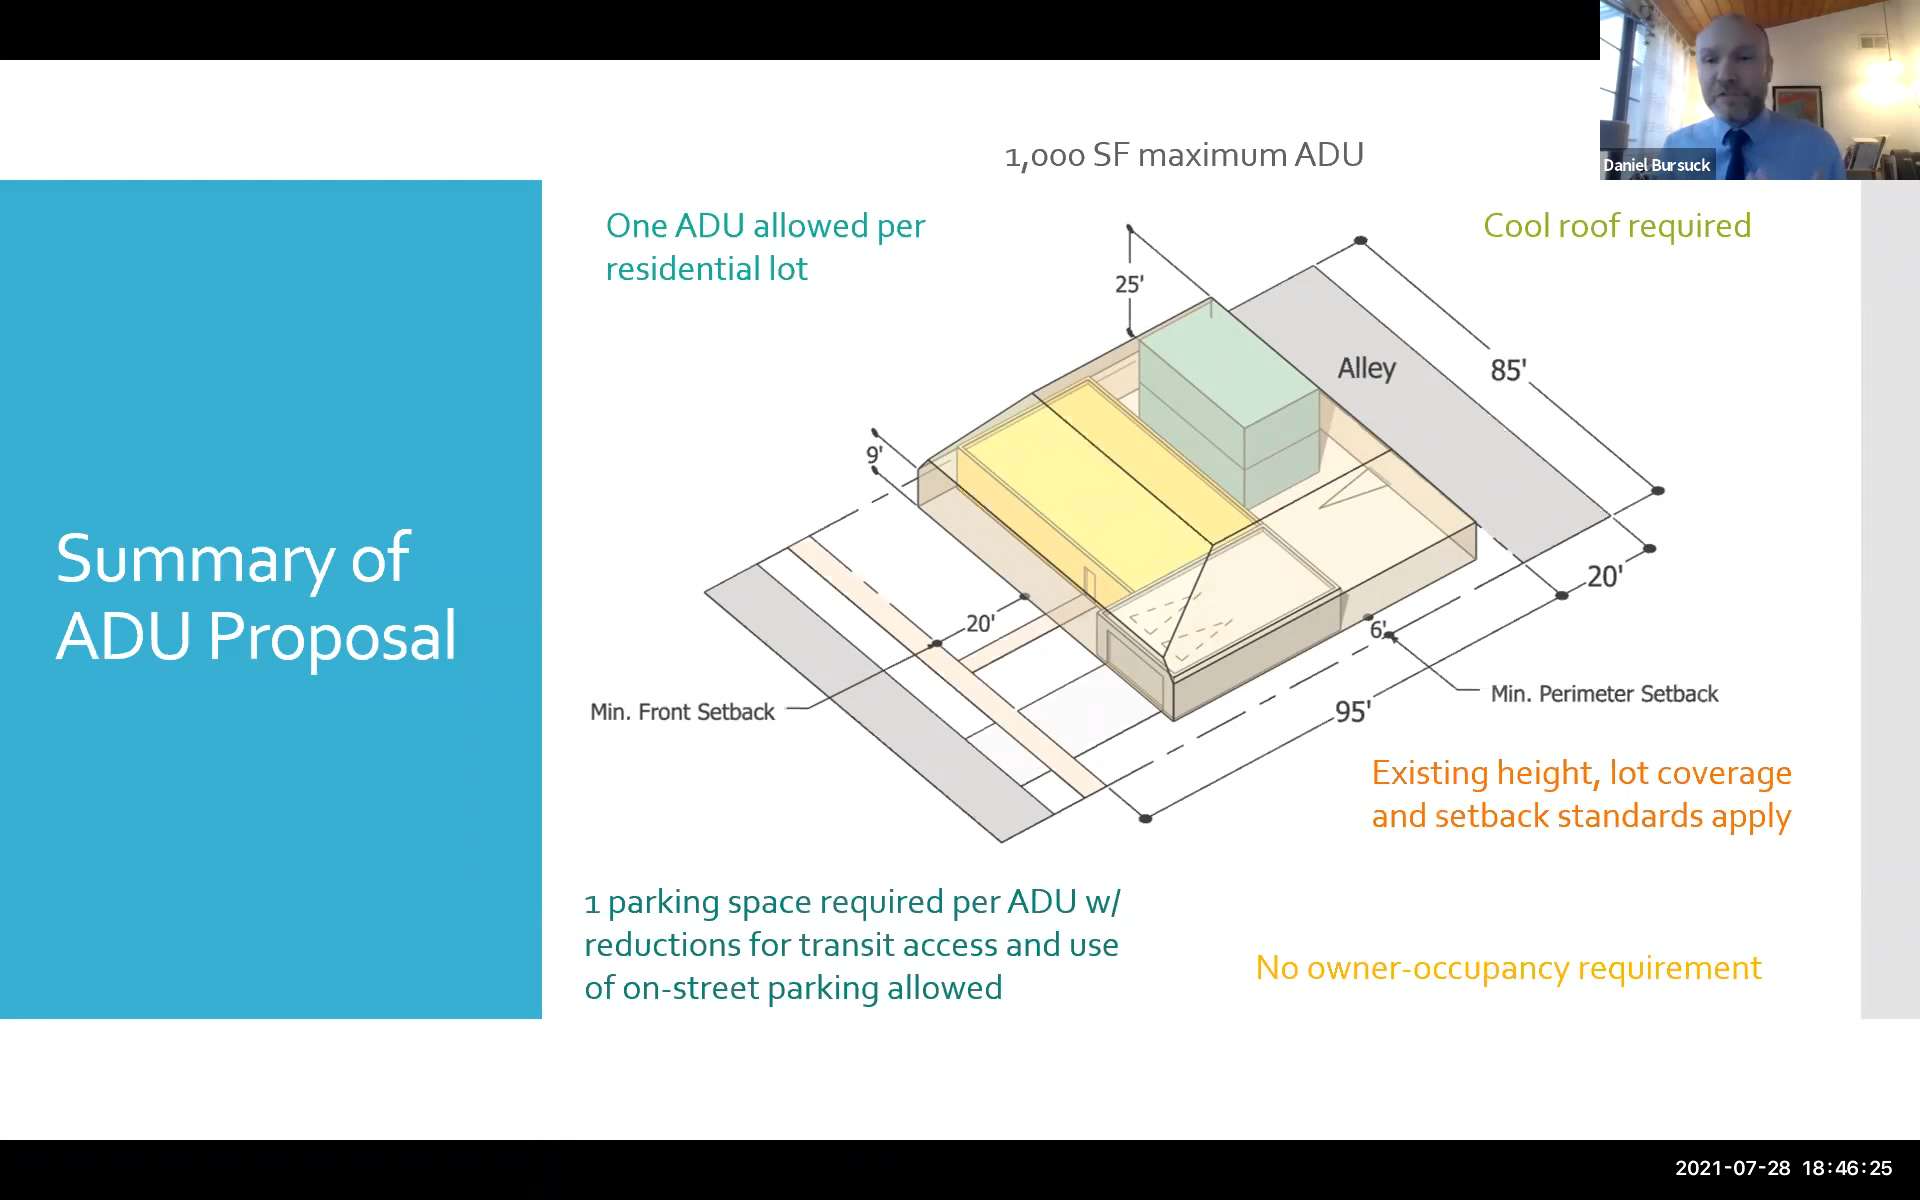 Daniel Bursuck
1,000 SF maximum ADU
One ADU allowed per
residential lot
Cool roof required
25'
Alley
85'
9'
20'
20'
6'
Min. Front Setback
Min. Perimeter Setback
95'
Summary of
ADU Proposal
Existing height, lot coverage
and setback standards apply
1 parking space required per ADU w/
reductions for transit access and use
of on-street parking allowed
No owner-occupancy requirement
2021-07-28 18:46:25